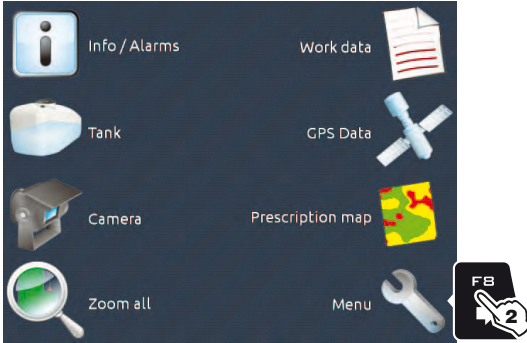 Info / Alarms
Work data
Tank
GPS Data
Camera
Prescription map
Zoom all
Menu
F8
2